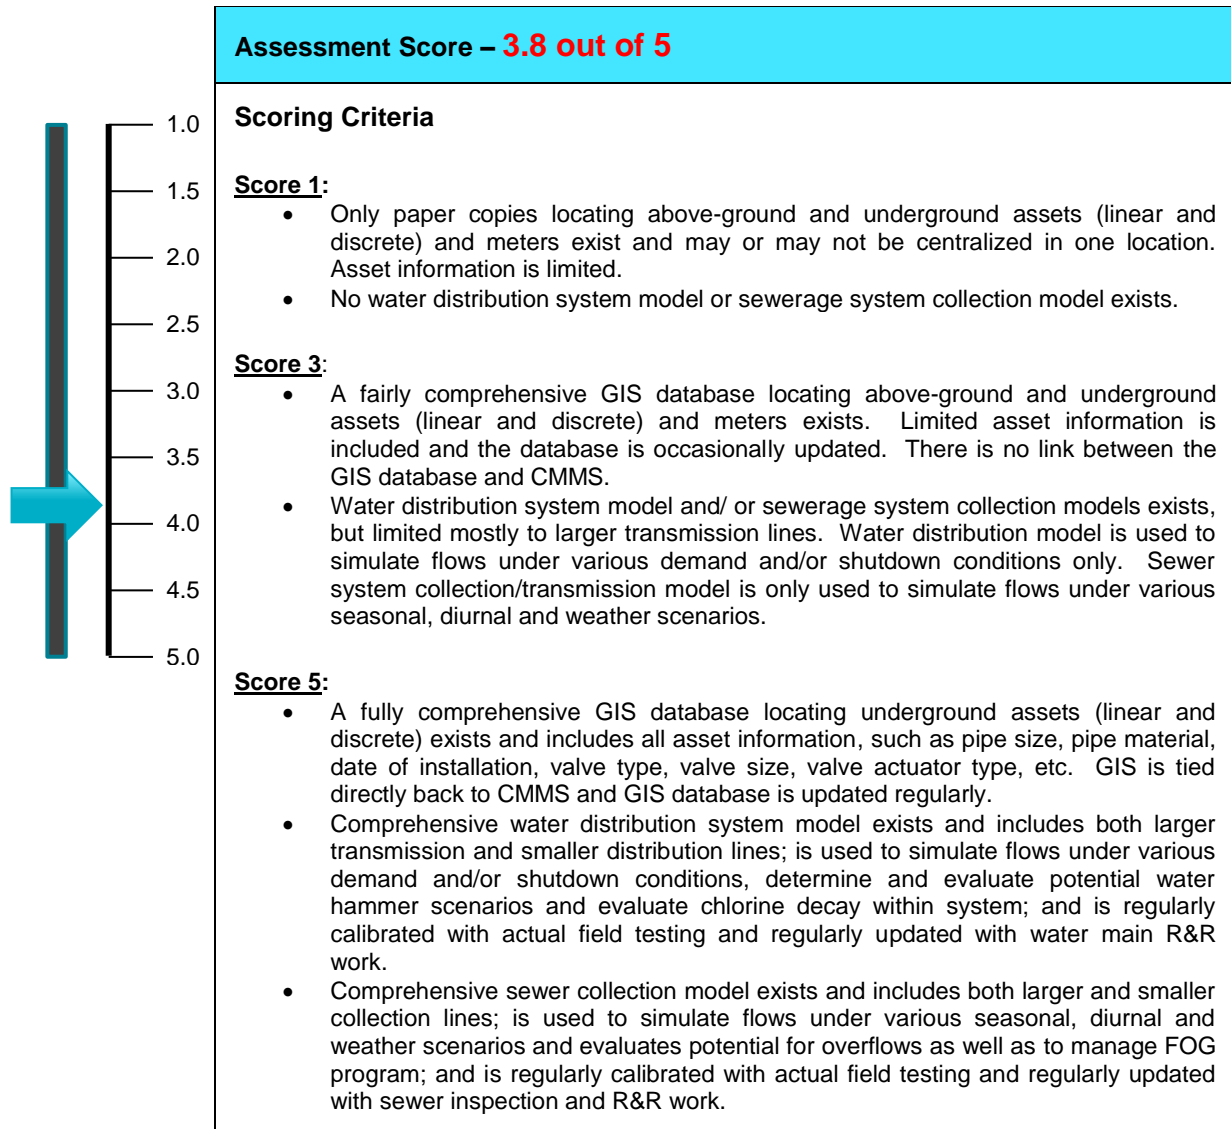 Assessment Score – 3.8 out of 5
1.0
1.5
2.0
2.5
3.0
3.5
4.0
4.5
5.0
Scoring Criteria
Score 1:
• Only paper copies locating above-ground and underground assets (linear and
discrete) and meters exist and may or may not be centralized in one location.
Asset information is limited.
• No water distribution system model or sewerage system collection model exists.
Score 3:
• A fairly comprehensive GIS database locating above-ground and underground
assets (linear and discrete) and meters exists. Limited asset information is
included and the database is occasionally updated. There is no link between the
GIS database and CMMS.
• Water distribution system model and/ or sewerage system collection models exists,
but limited mostly to larger transmission lines. Water distribution model is used to
simulate flows under various demand and/or shutdown conditions only. Sewer
system collection/transmission model is only used to simulate flows under various
seasonal, diurnal and weather scenarios.
Score 5:
• A fully comprehensive GIS database locating underground assets (linear and
discrete) exists and includes all asset information, such as pipe size, pipe material,
date of installation, valve type, valve size, valve actuator type, etc. GIS is tied
directly back to CMMS and GIS database is updated regularly.
• Comprehensive water distribution system model exists and includes both larger
transmission and smaller distribution lines; is used to simulate flows under various
demand and/or shutdown conditions, determine and evaluate potential water
hammer scenarios and evaluate chlorine decay within system; and is regularly
calibrated with actual field testing and regularly updated with water main R&R
work.
• Comprehensive sewer collection model exists and includes both larger and smaller
collection lines; is used to simulate flows under various seasonal, diurnal and
weather scenarios and evaluates potential for overflows as well as to manage FOG
program; and is regularly calibrated with actual field testing and regularly updated
with sewer inspection and R&R work.